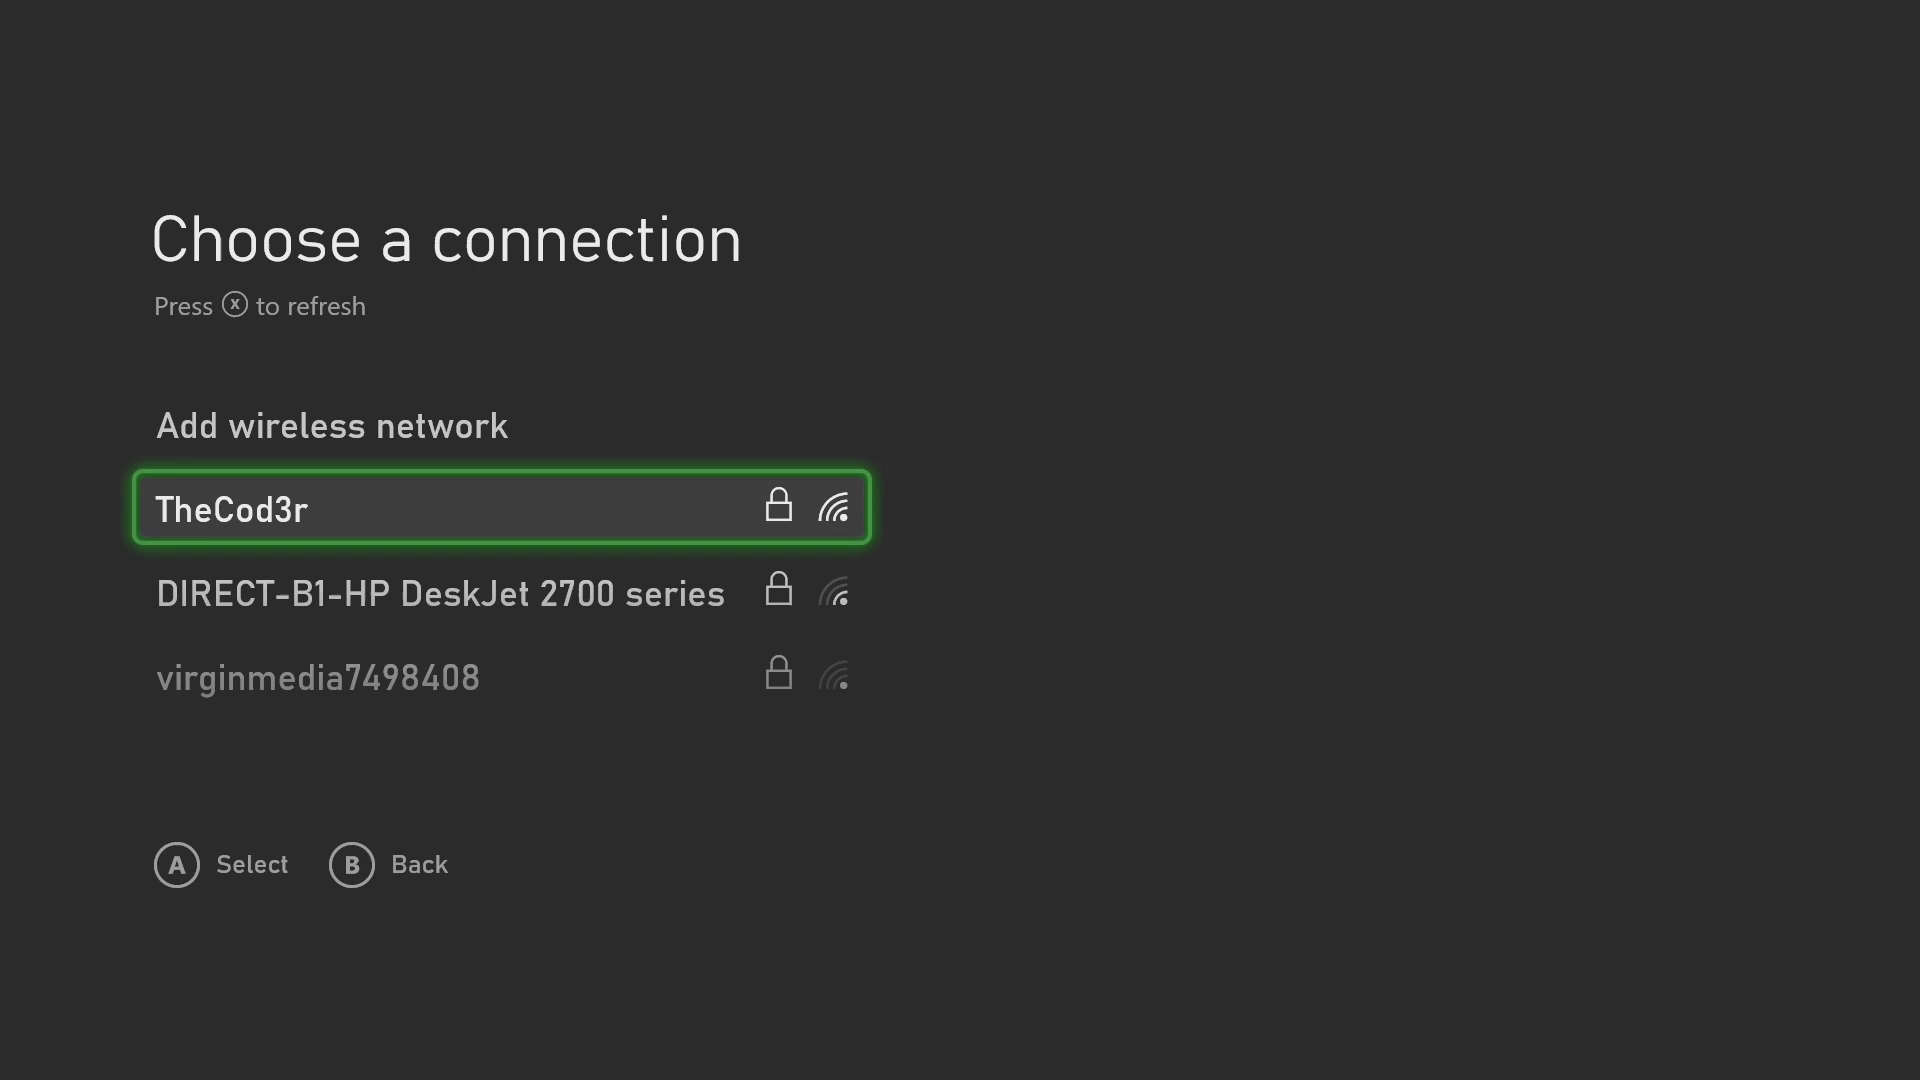 Choose a connection
Press X to refresh
Add wireless network
TheCod3r
DIRECT-B1-HP DeskJet 2700 series
virginmedia7498408
A Select B Back